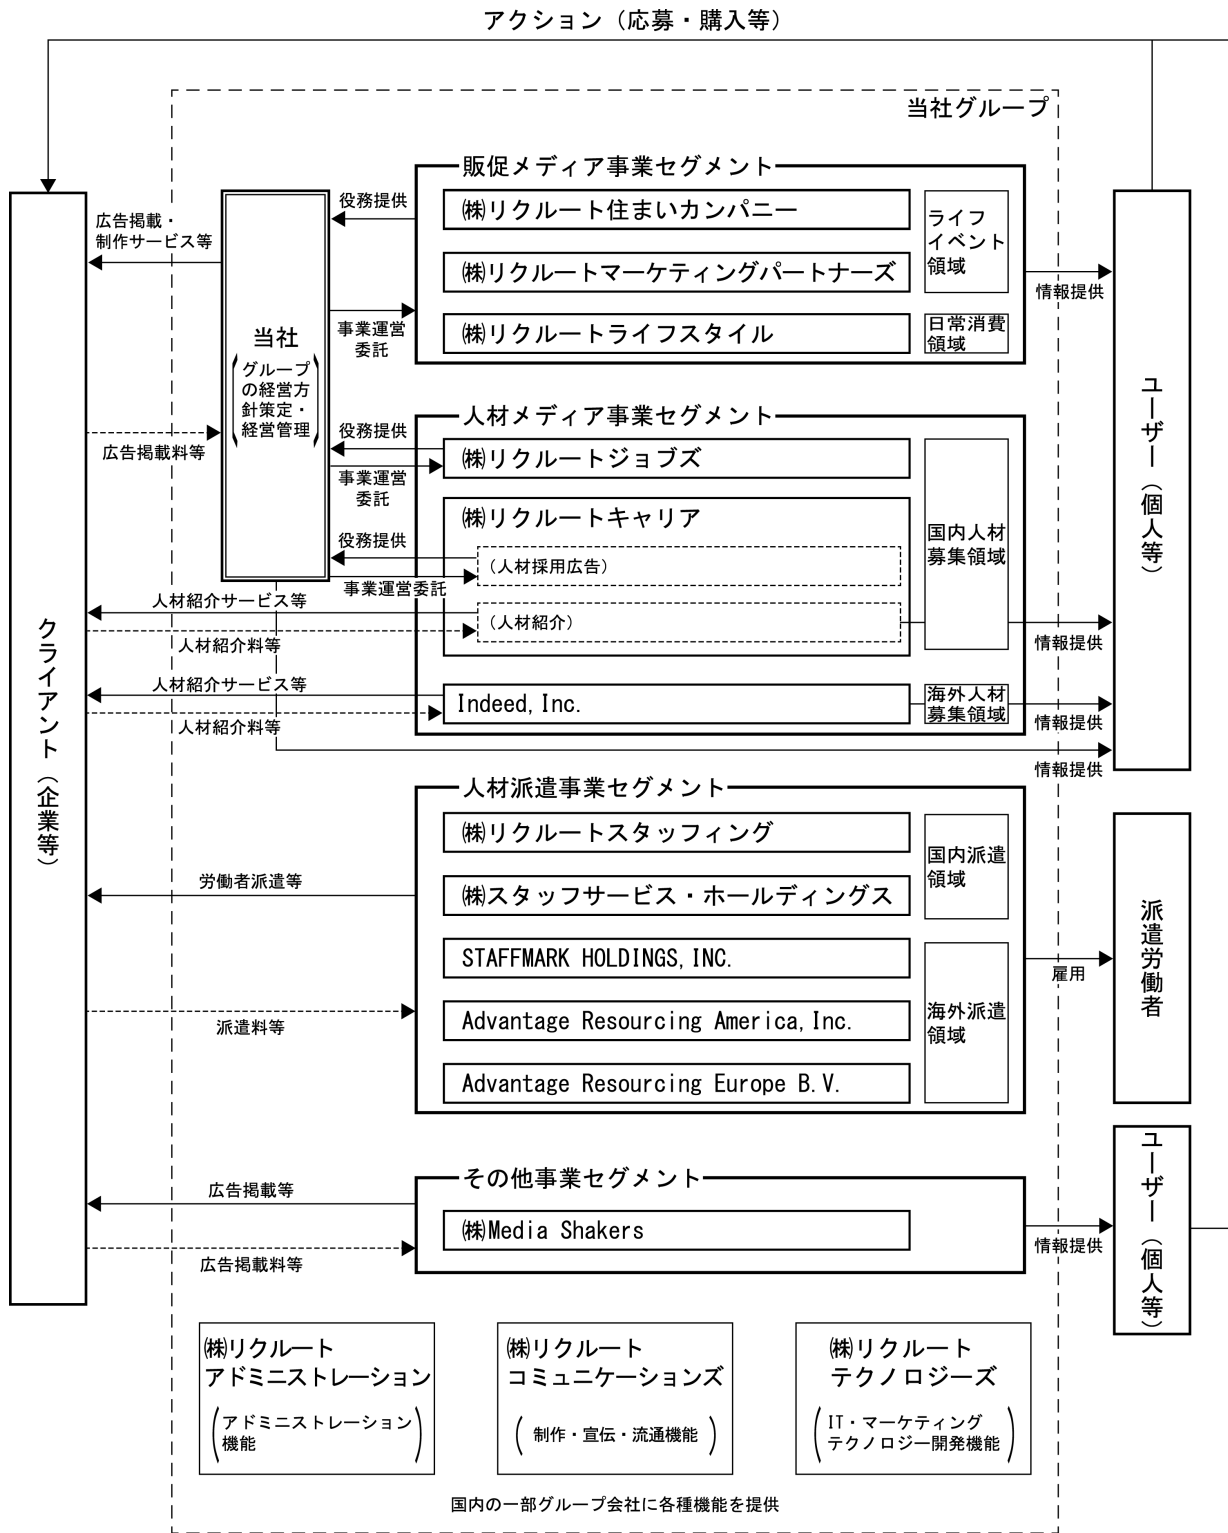 アクション（応募・購入等）
当社グループ
販促メディア事業セグメント
役務提供
㈱リクルート住まいカンパニー
ライフ
イベント
領域
広告掲載・
制作サービス等
㈱リクルートマーケティングパートナーズ
情報提供
事業運営
委託
㈱リクルートライフスタイル
日常消費
領域
当社
グループ
の経営方
針策定・
経営管理
ユーザー（個人等）
人材メディア事業セグメント
役務提供
広告掲載料等
㈱リクルートジョブズ
事業運営
委託
㈱リクルートキャリア
国内人材
募集領域
役務提供
（人材採用広告）
事業運営委託
人材紹介サービス等
（人材紹介）
人材紹介料等
情報提供
クライアント（企業等）
人材紹介サービス等
Indeed, Inc.
海外人材
募集領域
人材紹介料等
情報提供
情報提供
人材派遣事業セグメント
㈱リクルートスタッフィング
国内派遣
領域
労働者派遣等
㈱スタッフサービス・ホールディングス
派遣労働者
STAFFMARK HOLDINGS, INC.
雇用
海外派遣
領域
派遣料等
Advantage Resourcing America, Inc.
Advantage Resourcing Europe B.V.
その他事業セグメント
広告掲載等
㈱Media Shakers
広告掲載料等
情報提供
ユーザー（個人等）
㈱リクルート
アドミニストレーション
アドミニストレーション
機能
㈱リクルート
コミュニケーションズ
制作・宣伝・流通機能
㈱リクルート
テクノロジーズ
IT・マーケティング
テクノロジー開発機能
国内の一部グループ会社に各種機能を提供